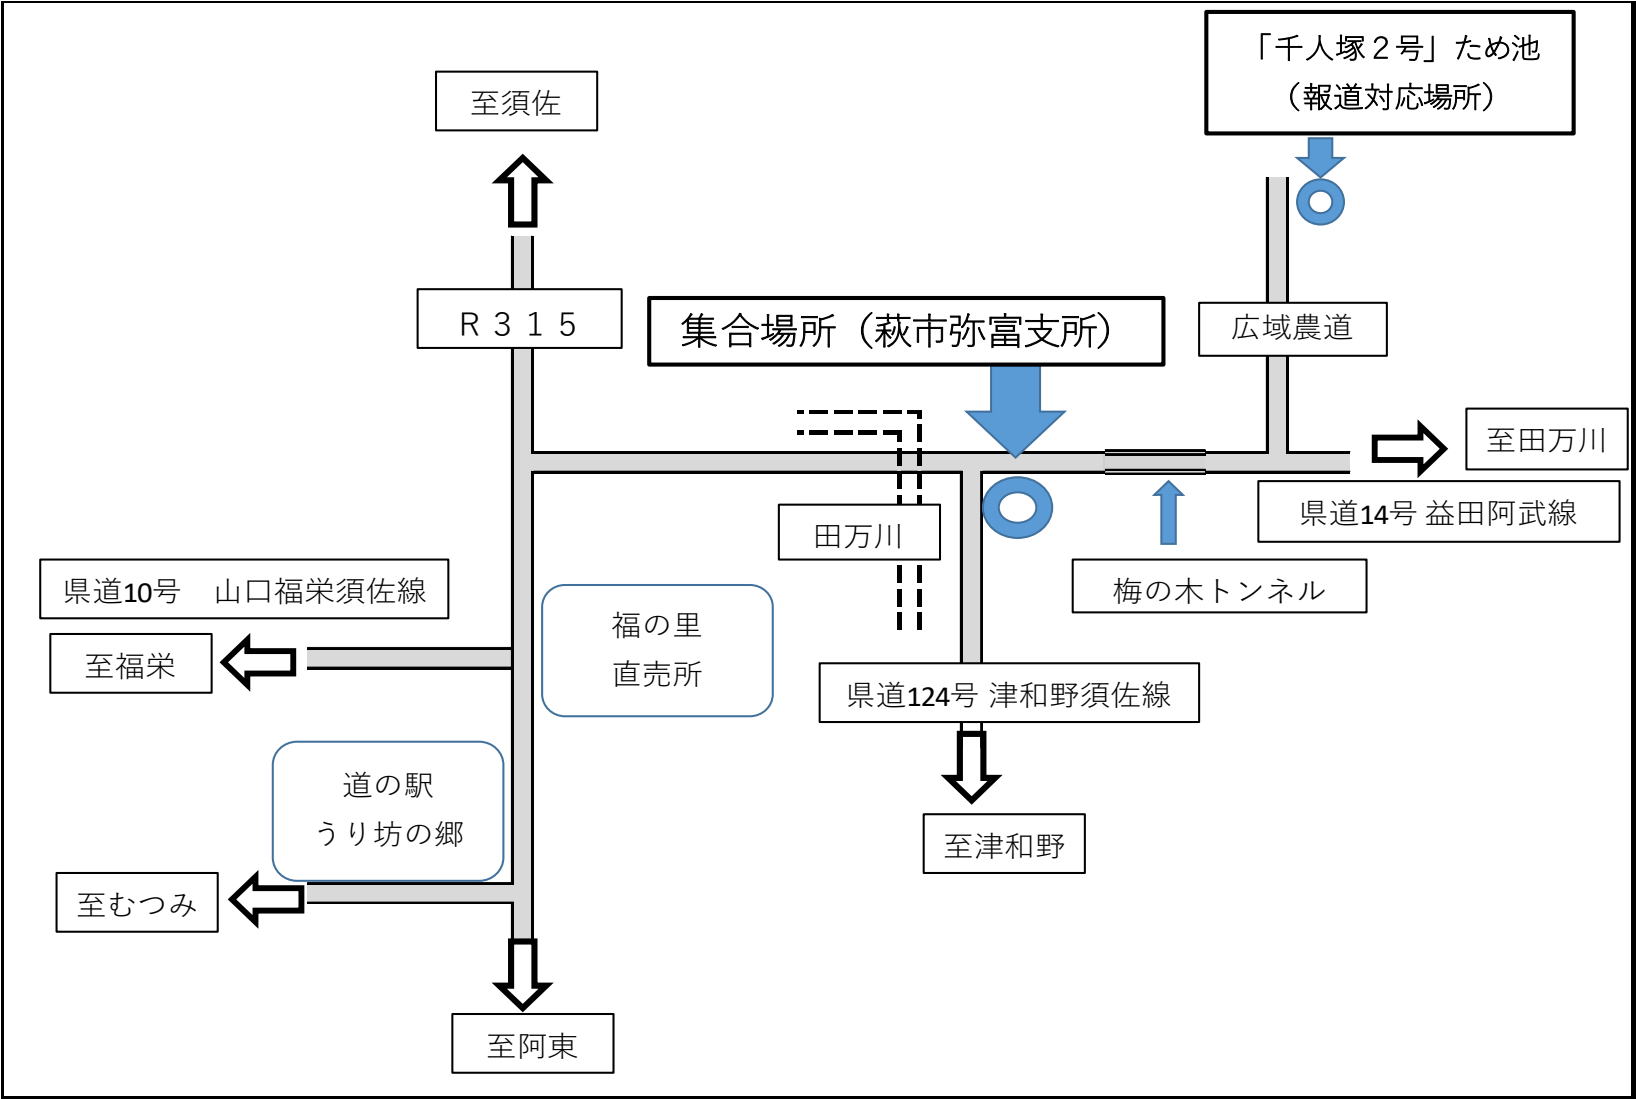 「千人塚２号」ため池
（報道対応場所）
至須佐
Ｒ３１５
集合場所（萩市弥富支所）
広域農道
至田万川
県道14号 益田阿武線
田万川
梅の木トンネル
県道10号　山口福栄須佐線
至福栄
福の里
直売所
県道124号 津和野須佐線
道の駅
うり坊の郷
至津和野
至むつみ
至阿東